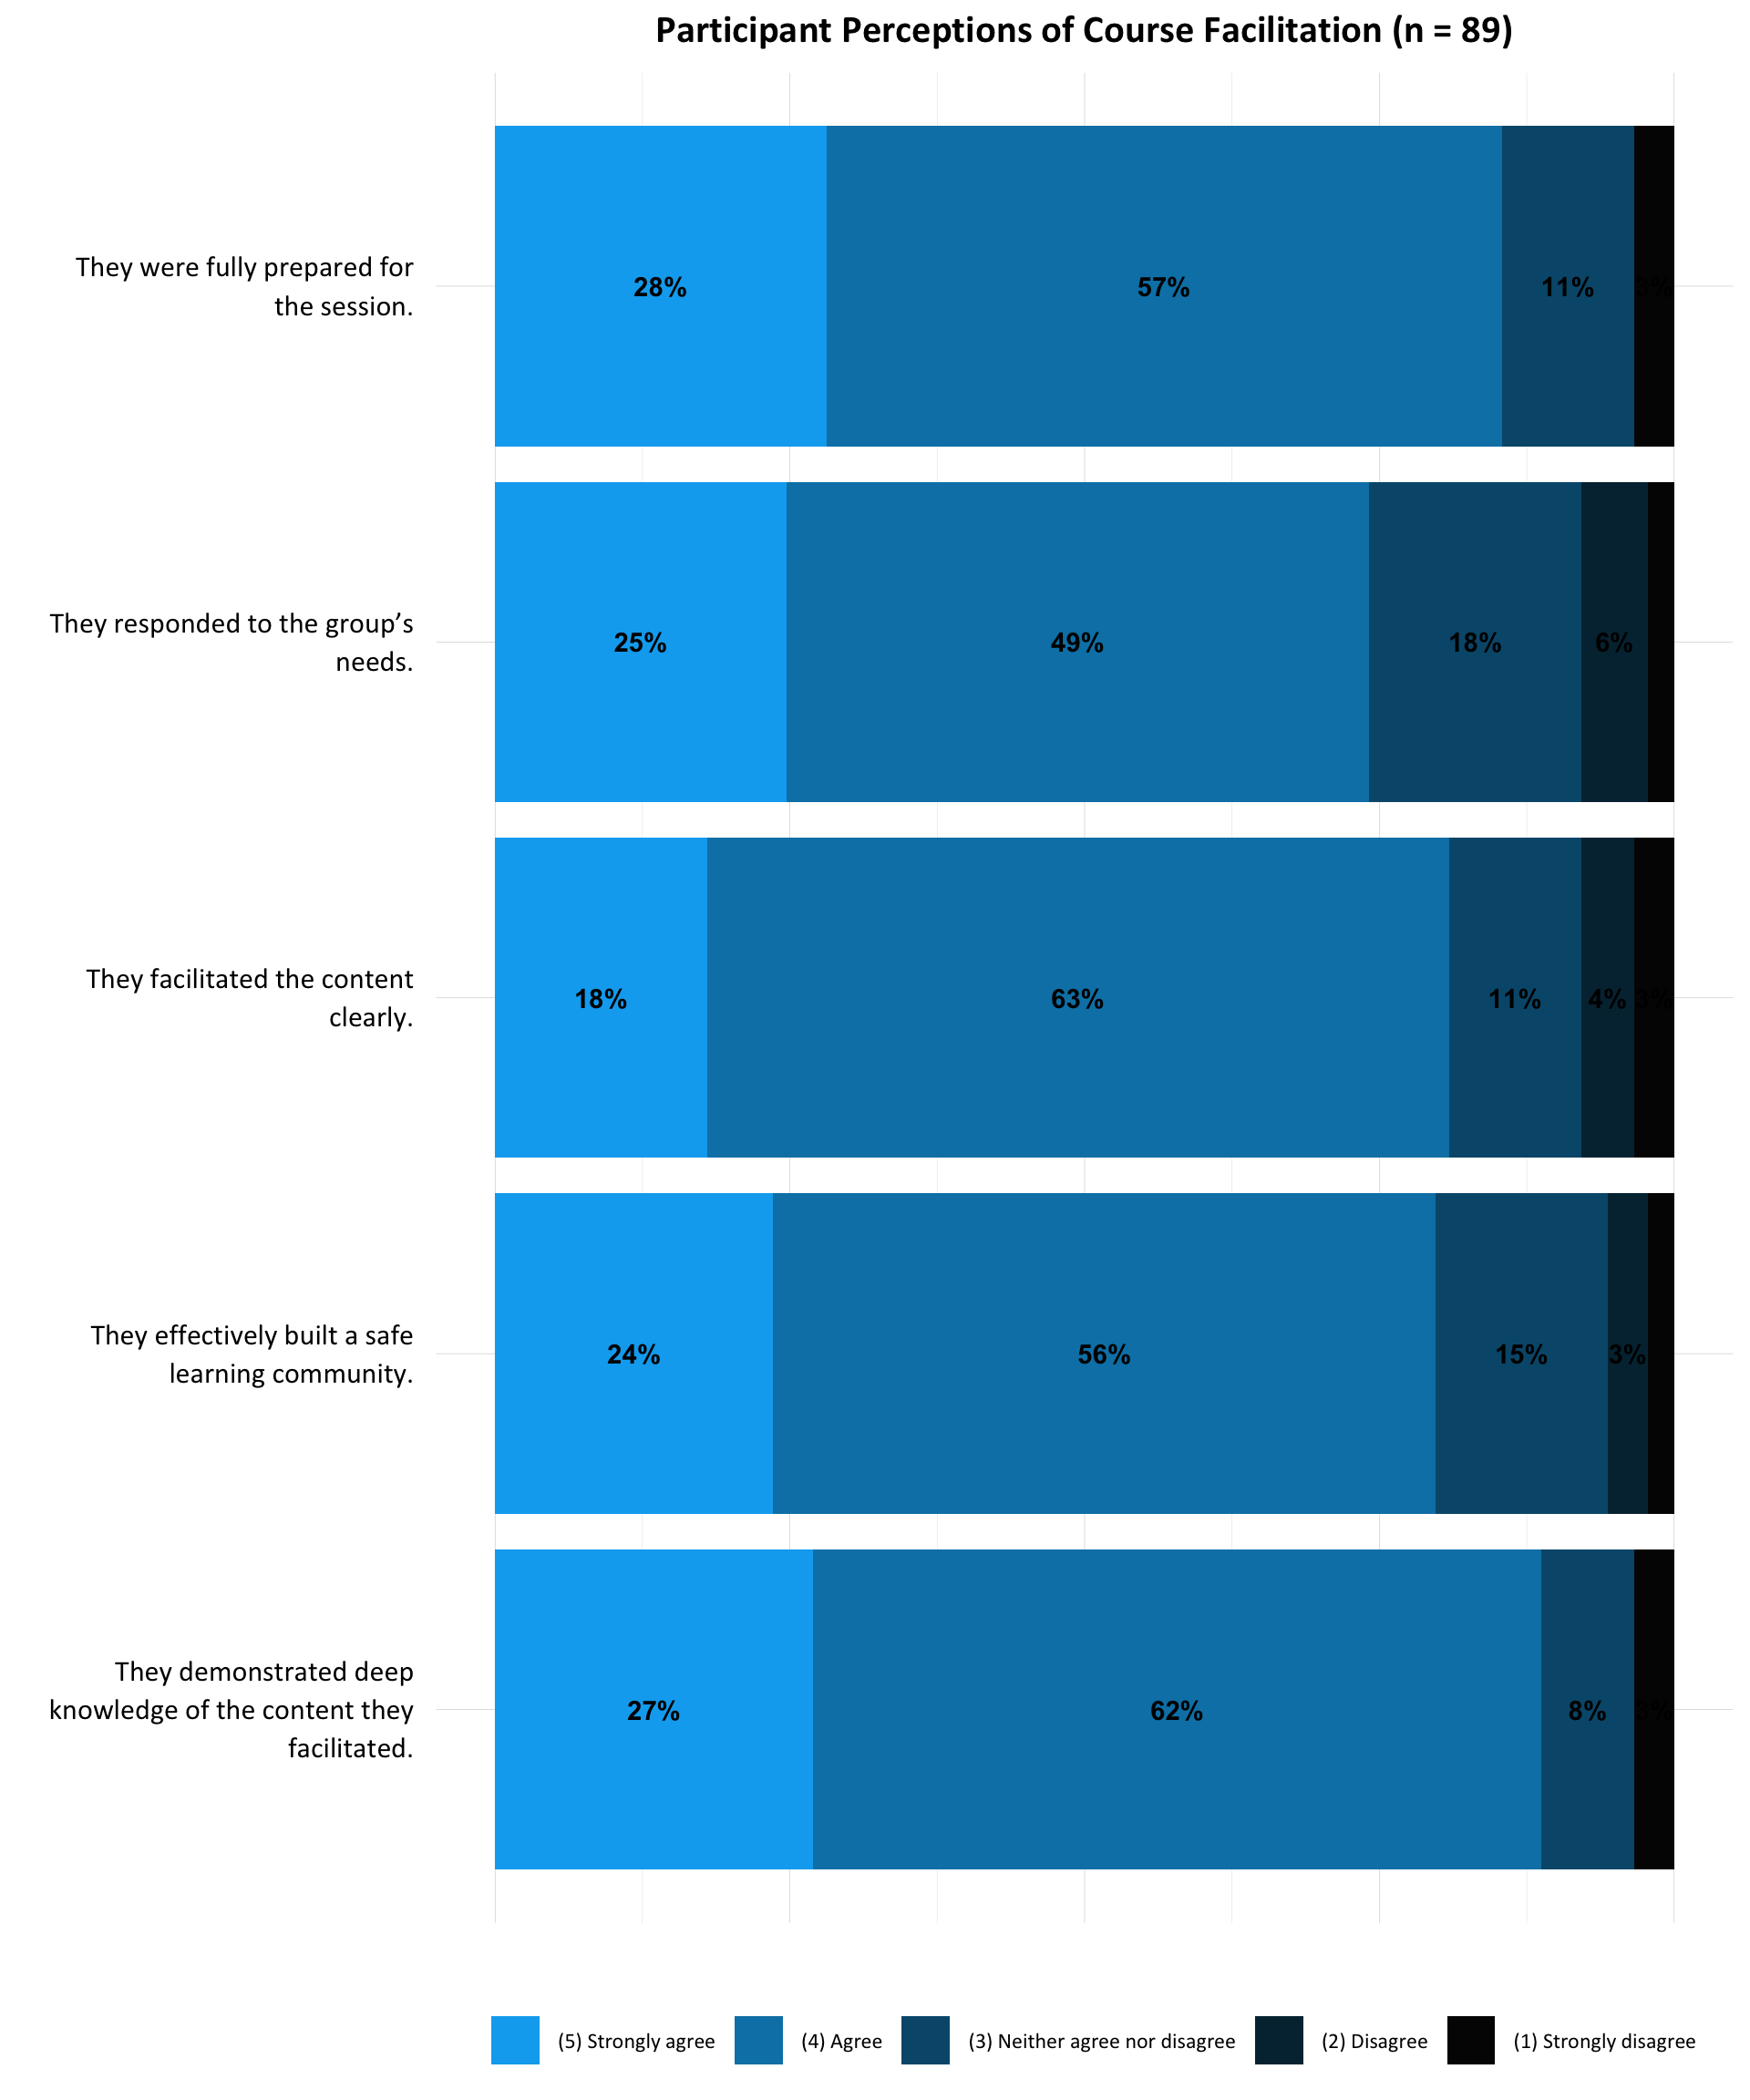 Participant Perceptions of Course Facilitation (n = 89)
They were fully prepared for
the session.
28% 57% 11% 3%
They responded to the group’s
needs.
25% 49% 18% 6%
They facilitated the content
clearly.
18% 63% 11% 4% 3%
They effectively built a safe
learning community.
24% 56% 15% 3%
They demonstrated deep
knowledge of the content they
facilitated.
27% 62% 8% 3%
(5) Strongly agree (4) Agree (3) Neither agree nor disagree (2) Disagree (1) Strongly disagree